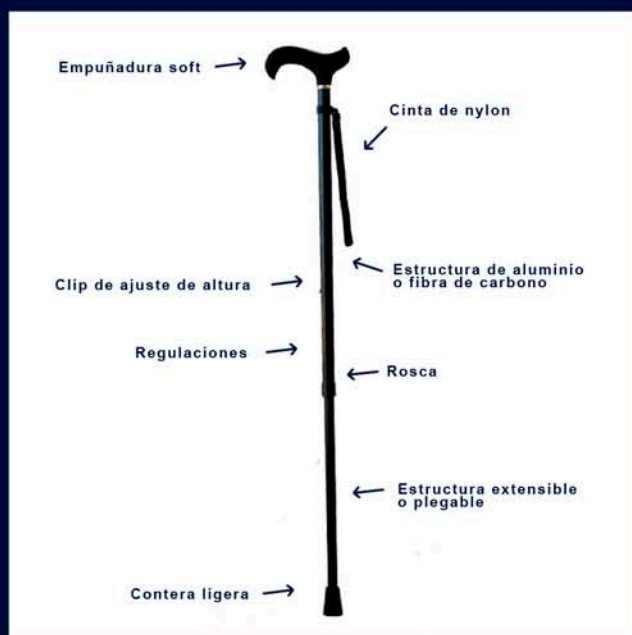 Empuñadura soft
Cinta de nylon
Estructura de aluminio
o fibra de carbono
Clip de ajuste de altura
Regulaciones
Rosca
Estructura extensible
o plegable
Contera ligera